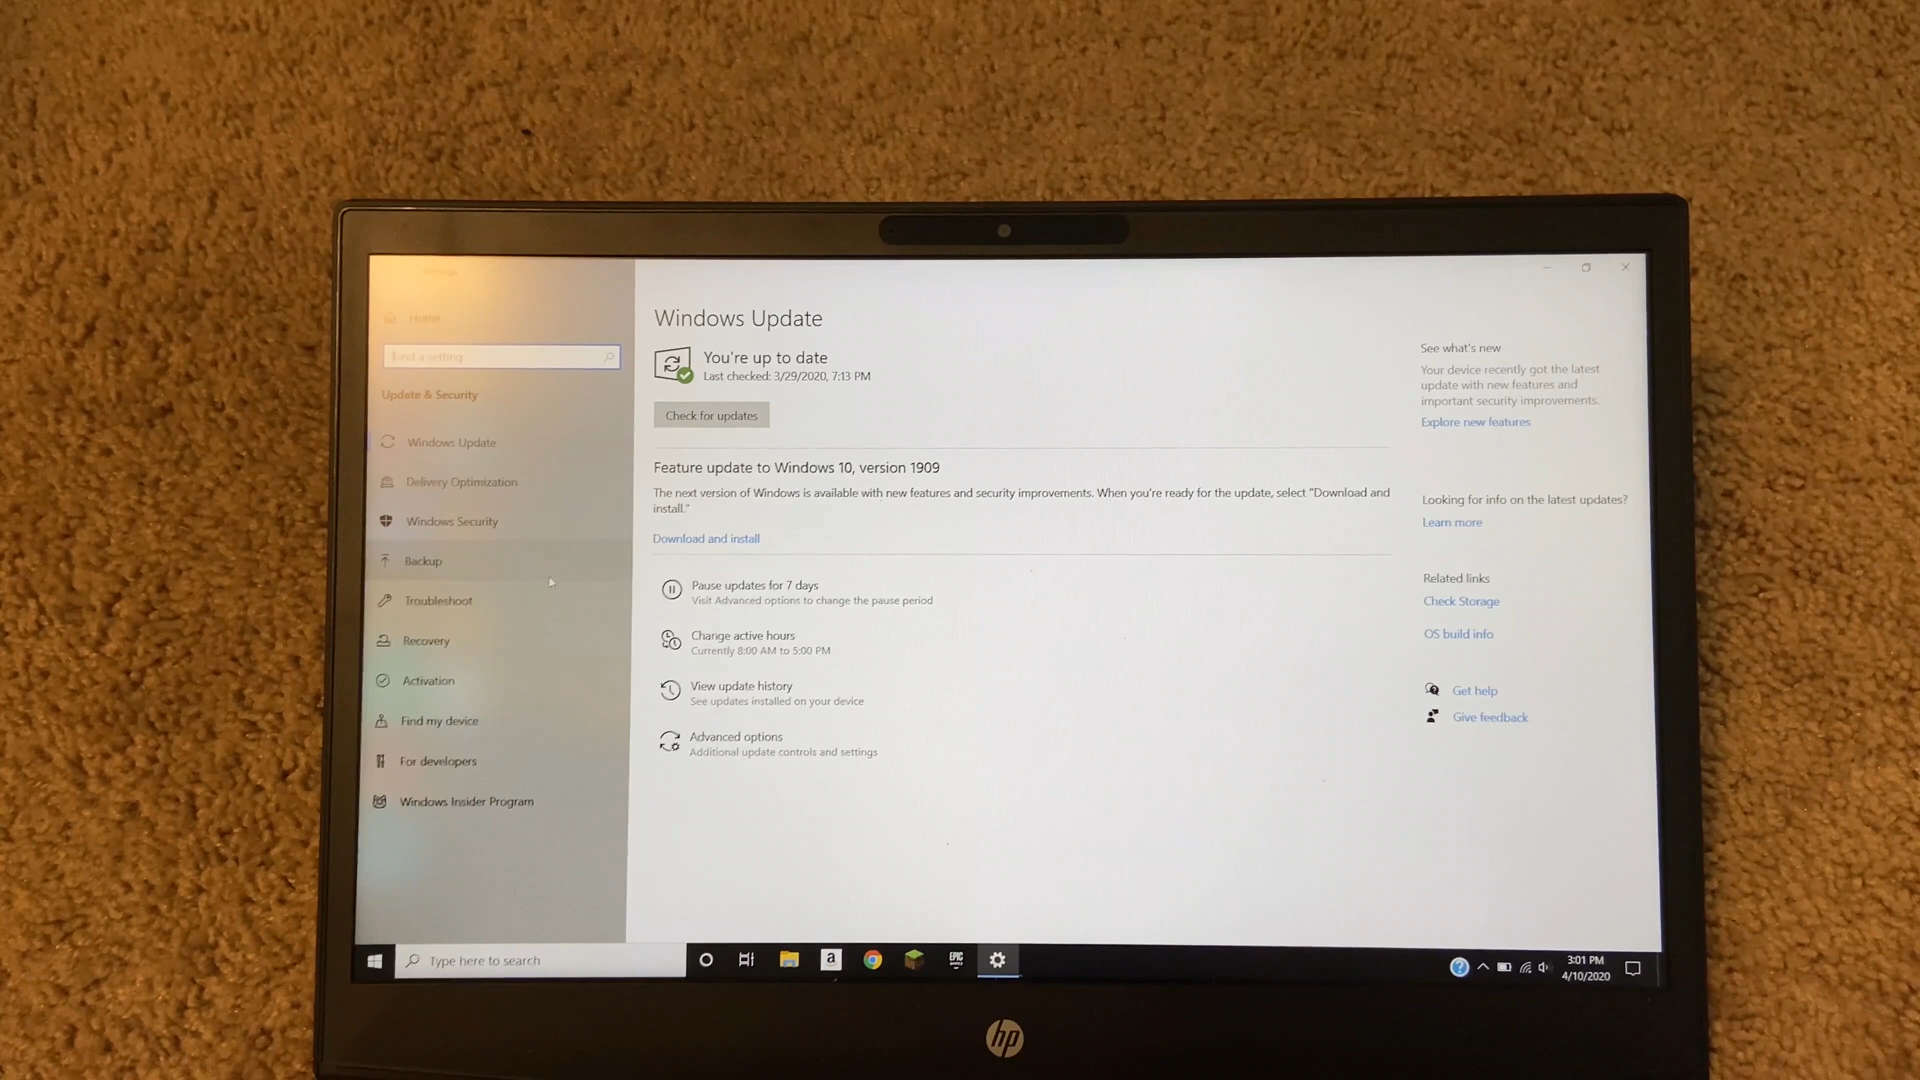 Settings
Home
Find a setting
Update & Security
Windows Update
Delivery Optimization
Windows Security
Backup
Troubleshoot
Recovery
Activation
Find my device
For developers
Windows Insider Program
Windows Update
You're up to date
Last checked: 3/29/2020, 7:13 PM
Check for updates
Feature update to Windows 10, version 1909
The next version of Windows is available with new features and security improvements. When you're ready for the update, select "Download and
install."
Download and install
Pause updates for 7 days
Visit Advanced options to change the pause period
Change active hours
Currently 8:00 AM to 5:00 PM
View update history
See updates installed on your device
Advanced options
Additional update controls and settings
See what's new
Your device recently got the latest
update with new features and
important security improvements.
Explore new features
Looking for info on the latest updates?
Learn more
Related links
Check Storage
OS build info
Get help
Give feedback
Type here to search
a
EPIC
GAMES
3:01 PM
4/10/2020
hp